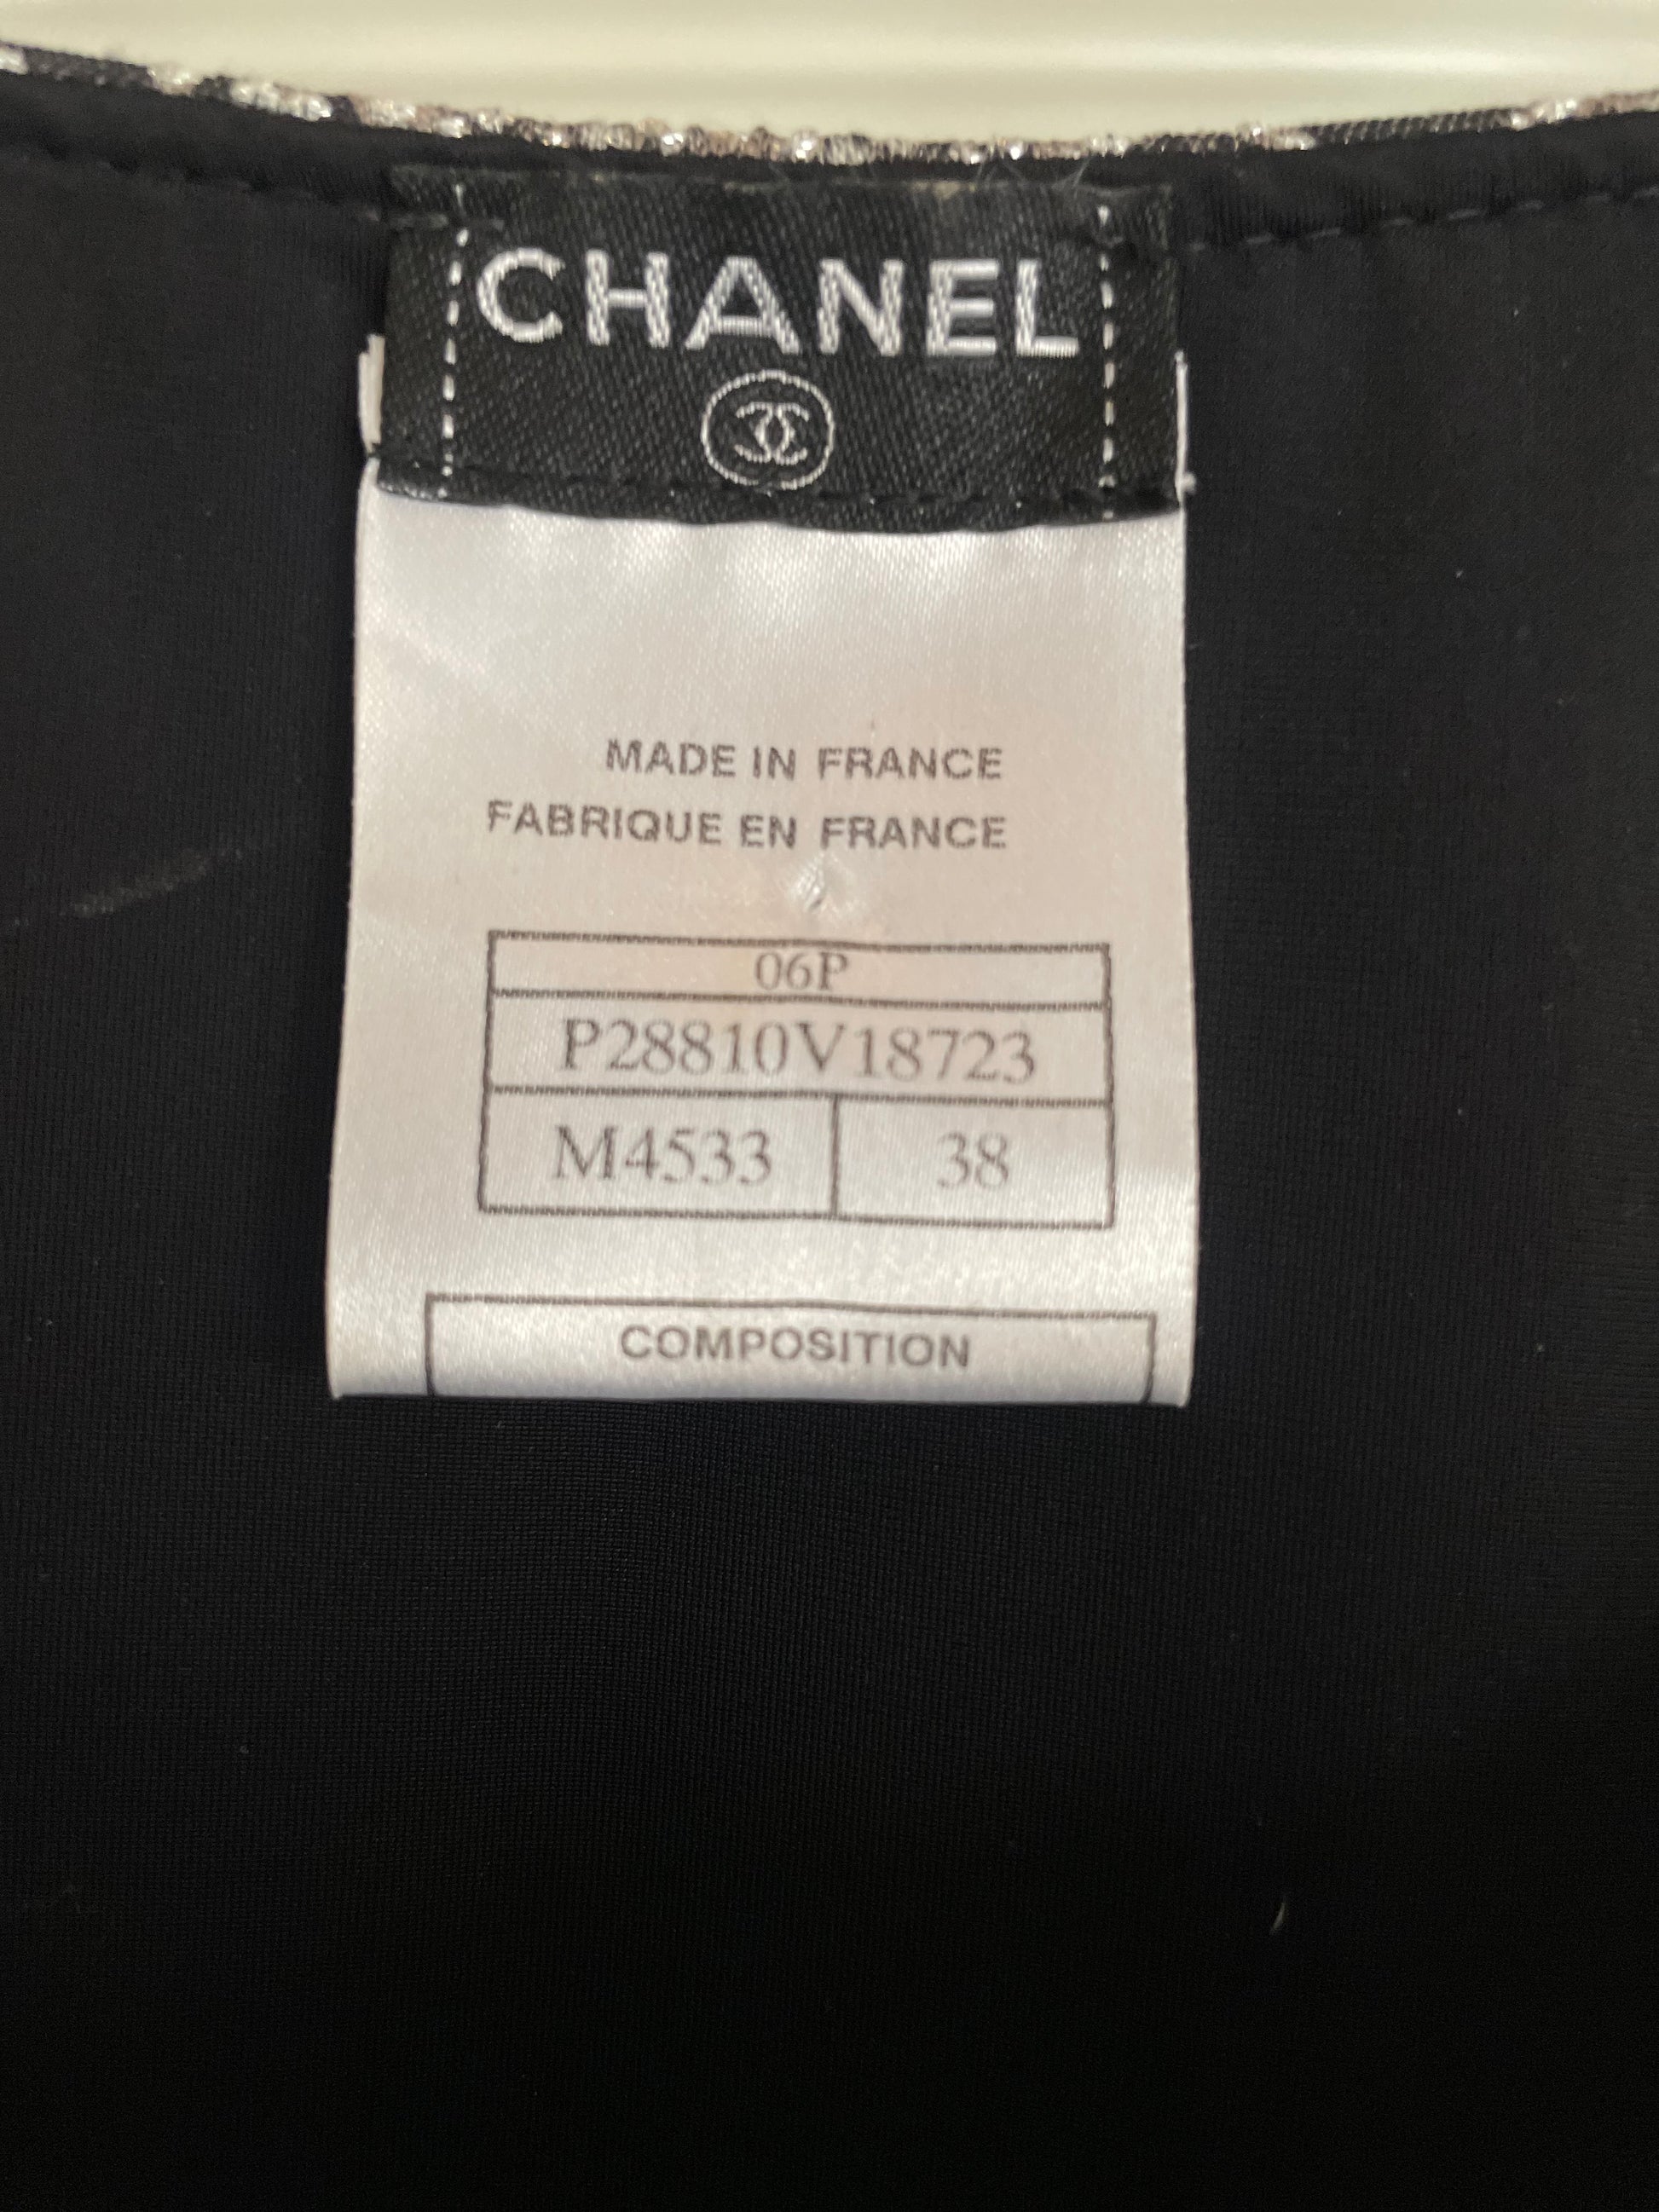 CHANEL
MADE IN FRANCE
FABRIQUE EN FRANCE
06P
P28810V18723
M4533 38
COMPOSITION